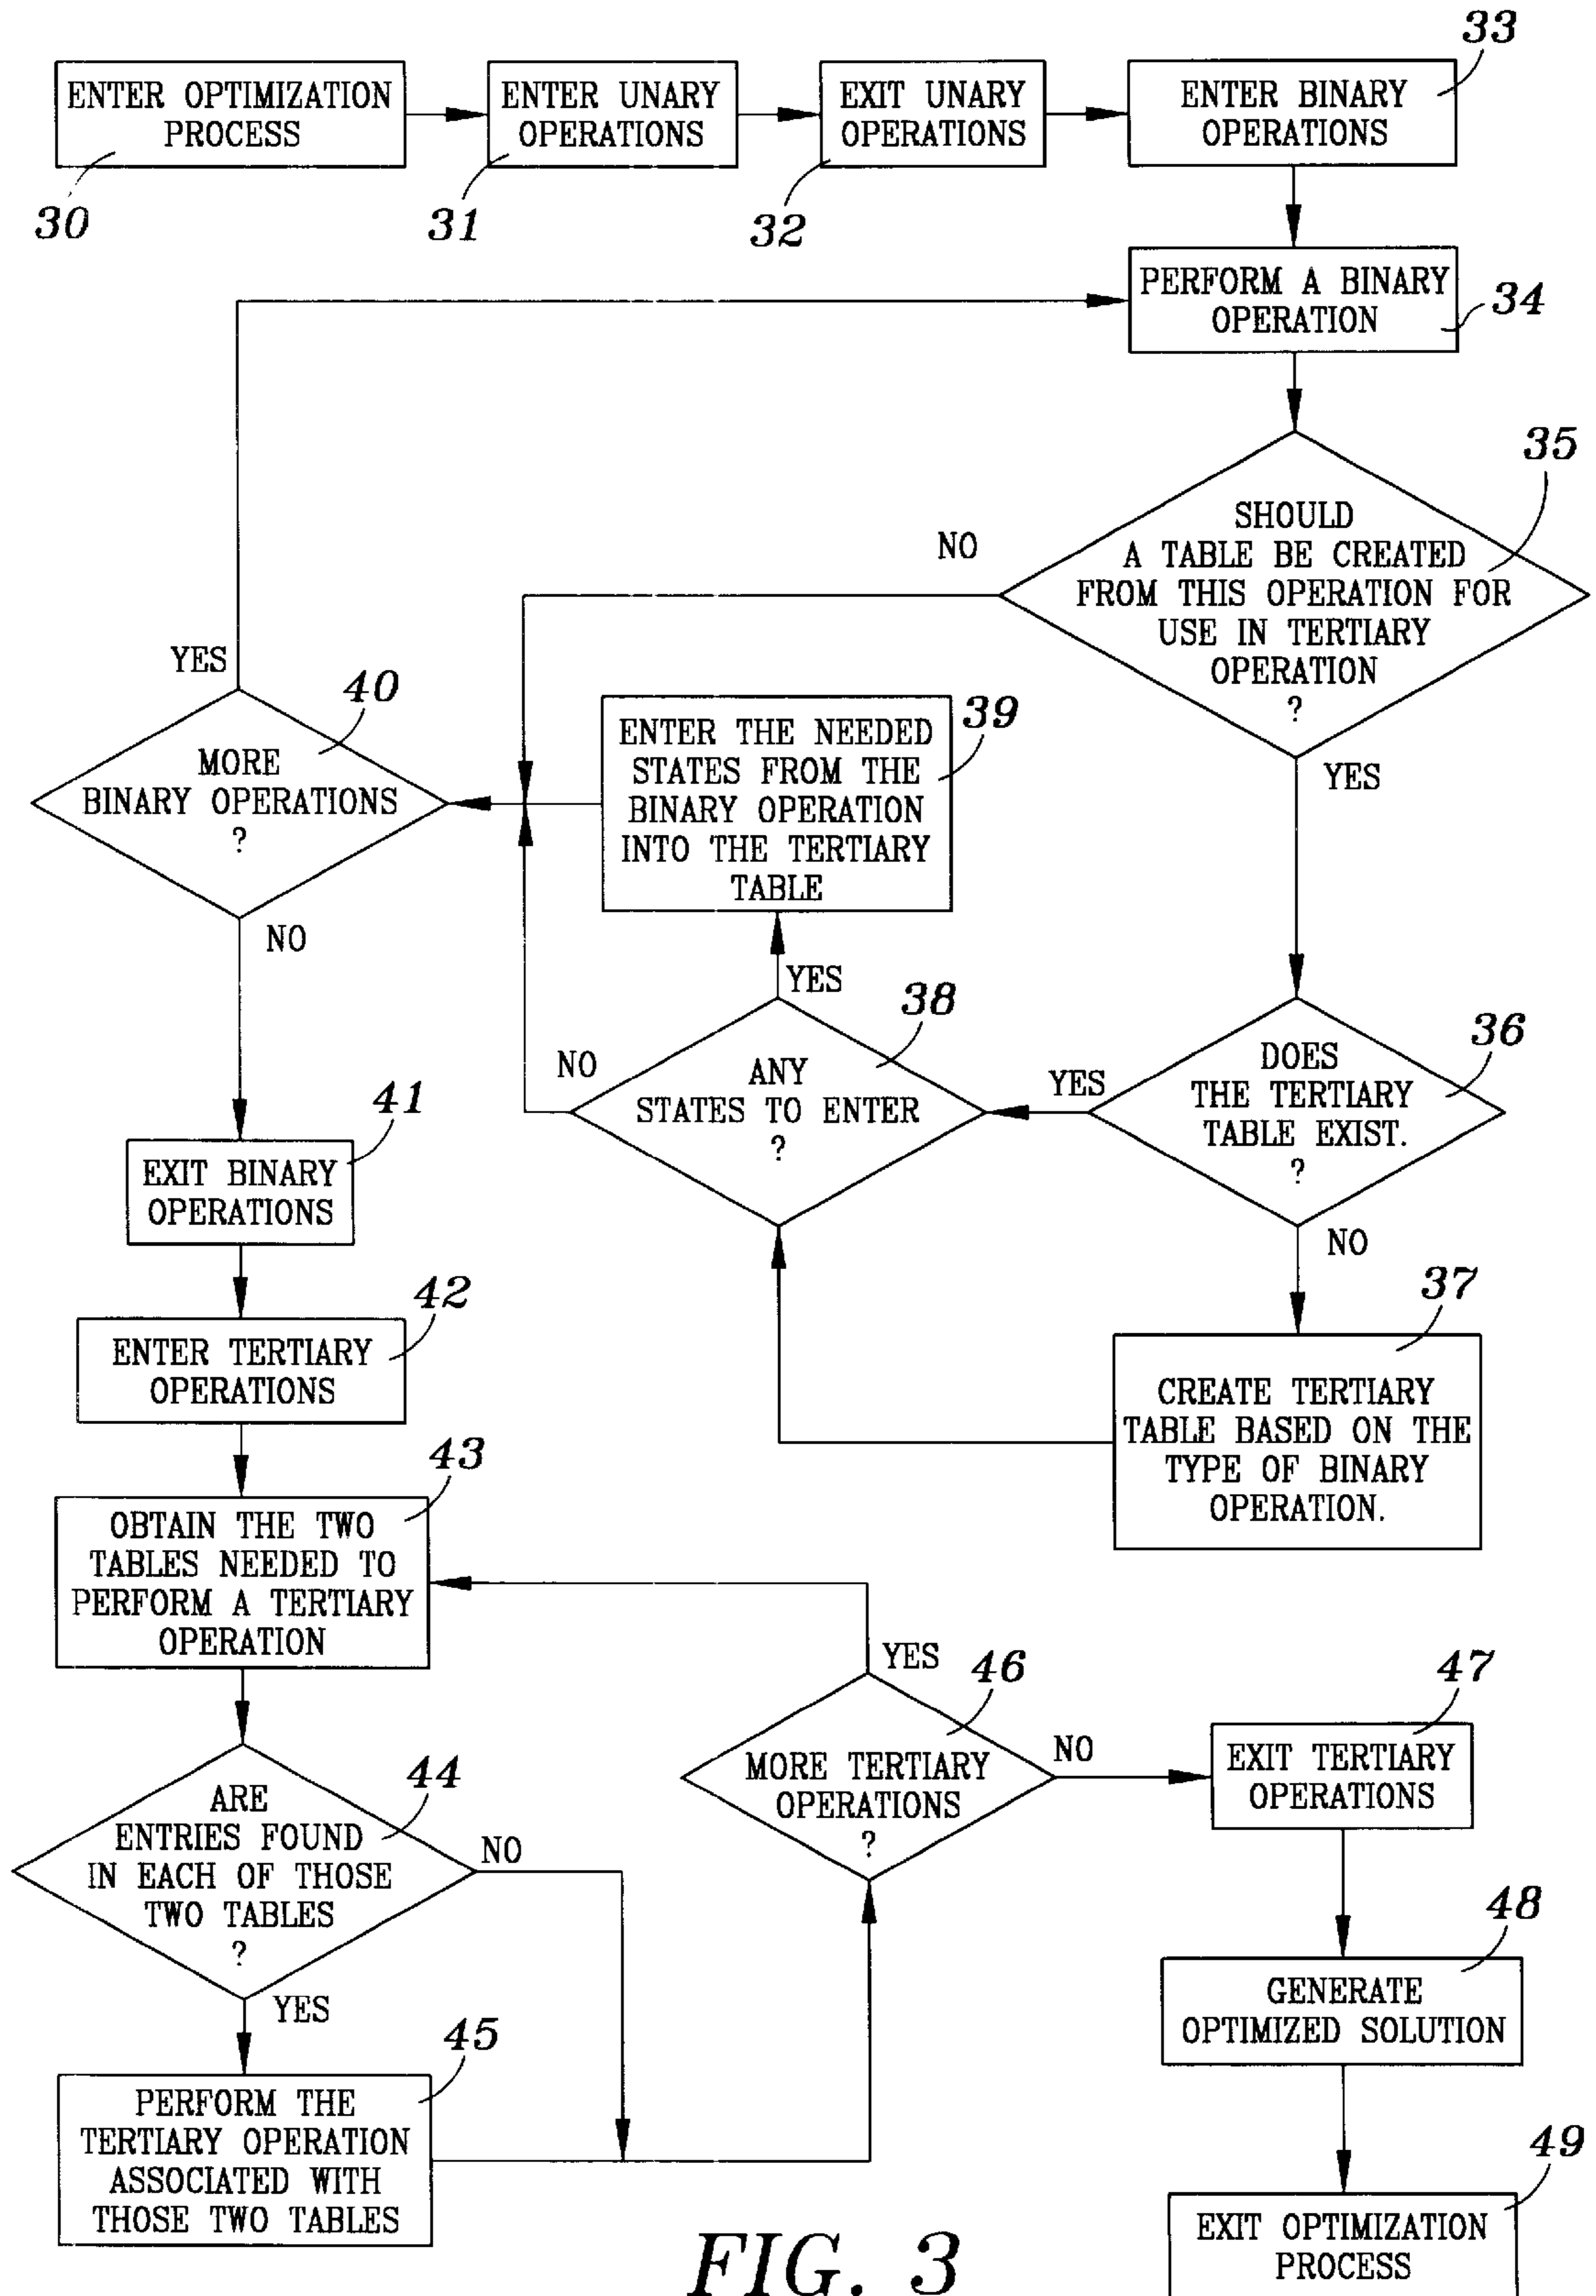 33
ENTER OPTIMIZATION
PROCESS
ENTER UNARY
OPERATIONS
EXIT UNARY
OPERATIONS
ENTER BINARY
OPERATIONS
30
31
32
PERFORM A BINARY
OPERATION
34
35
SHOULD
A TABLE BE CREATED
FROM THIS OPERATION FOR
USE IN TERTIARY
OPERATION
?
NO
YES
YES
40
MORE
BINARY OPERATIONS
?
NO
39
ENTER THE NEEDED
STATES FROM THE
BINARY OPERATION
INTO THE TERTIARY
TABLE
YES
38
NO
ANY
STATES TO ENTER
?
YES
36
DOES
THE TERTIARY
TABLE EXIST.
?
NO
37
CREATE TERTIARY
TABLE BASED ON THE
TYPE OF BINARY
OPERATION.
41
EXIT BINARY
OPERATIONS
42
ENTER TERTIARY
OPERATIONS
43
OBTAIN THE TWO
TABLES NEEDED TO
PERFORM A TERTIARY
OPERATION
44
ARE
ENTRIES FOUND
IN EACH OF THOSE
TWO TABLES
?
NO
YES
45
PERFORM THE
TERTIARY OPERATION
ASSOCIATED WITH
THOSE TWO TABLES
YES
46
MORE TERTIARY
OPERATIONS
?
NO
47
EXIT TERTIARY
OPERATIONS
48
GENERATE
OPTIMIZED SOLUTION
49
EXIT OPTIMIZATION
PROCESS
FIG. 3